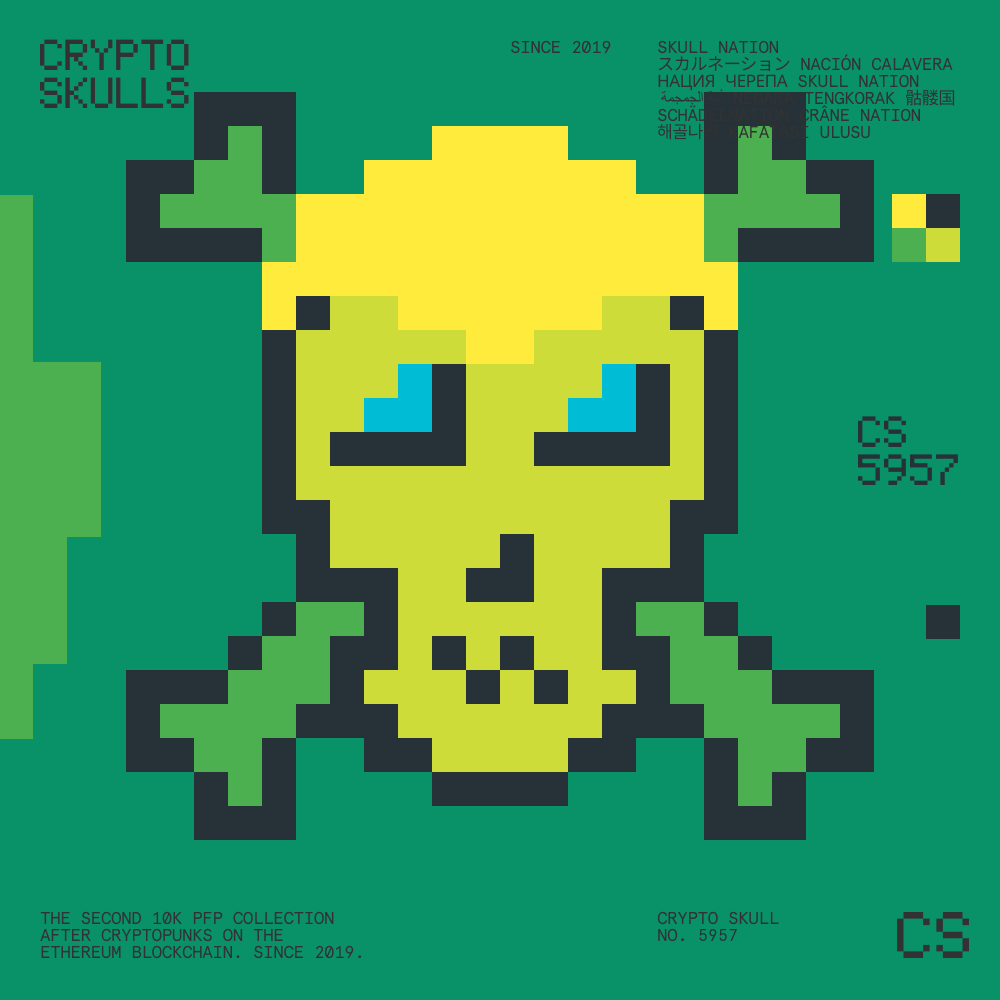 CRYPTO
SKULLS
SINCE 2019
SKULL NATION
スカルネーション NACIÓN CALAVERA
НАЦИЯ ЧЕРЕПА SKULL NATION
TENGKORAK 骷髅国
CRÂNE NATION
ULUSU
CS
5957
THE SECOND 10K PFP COLLECTION
AFTER CRYPTOPUNKS ON THE
ETHEREUM BLOCKCHAIN. SINCE 2019.
CRYPTO SKULL
NO. 5957
CS